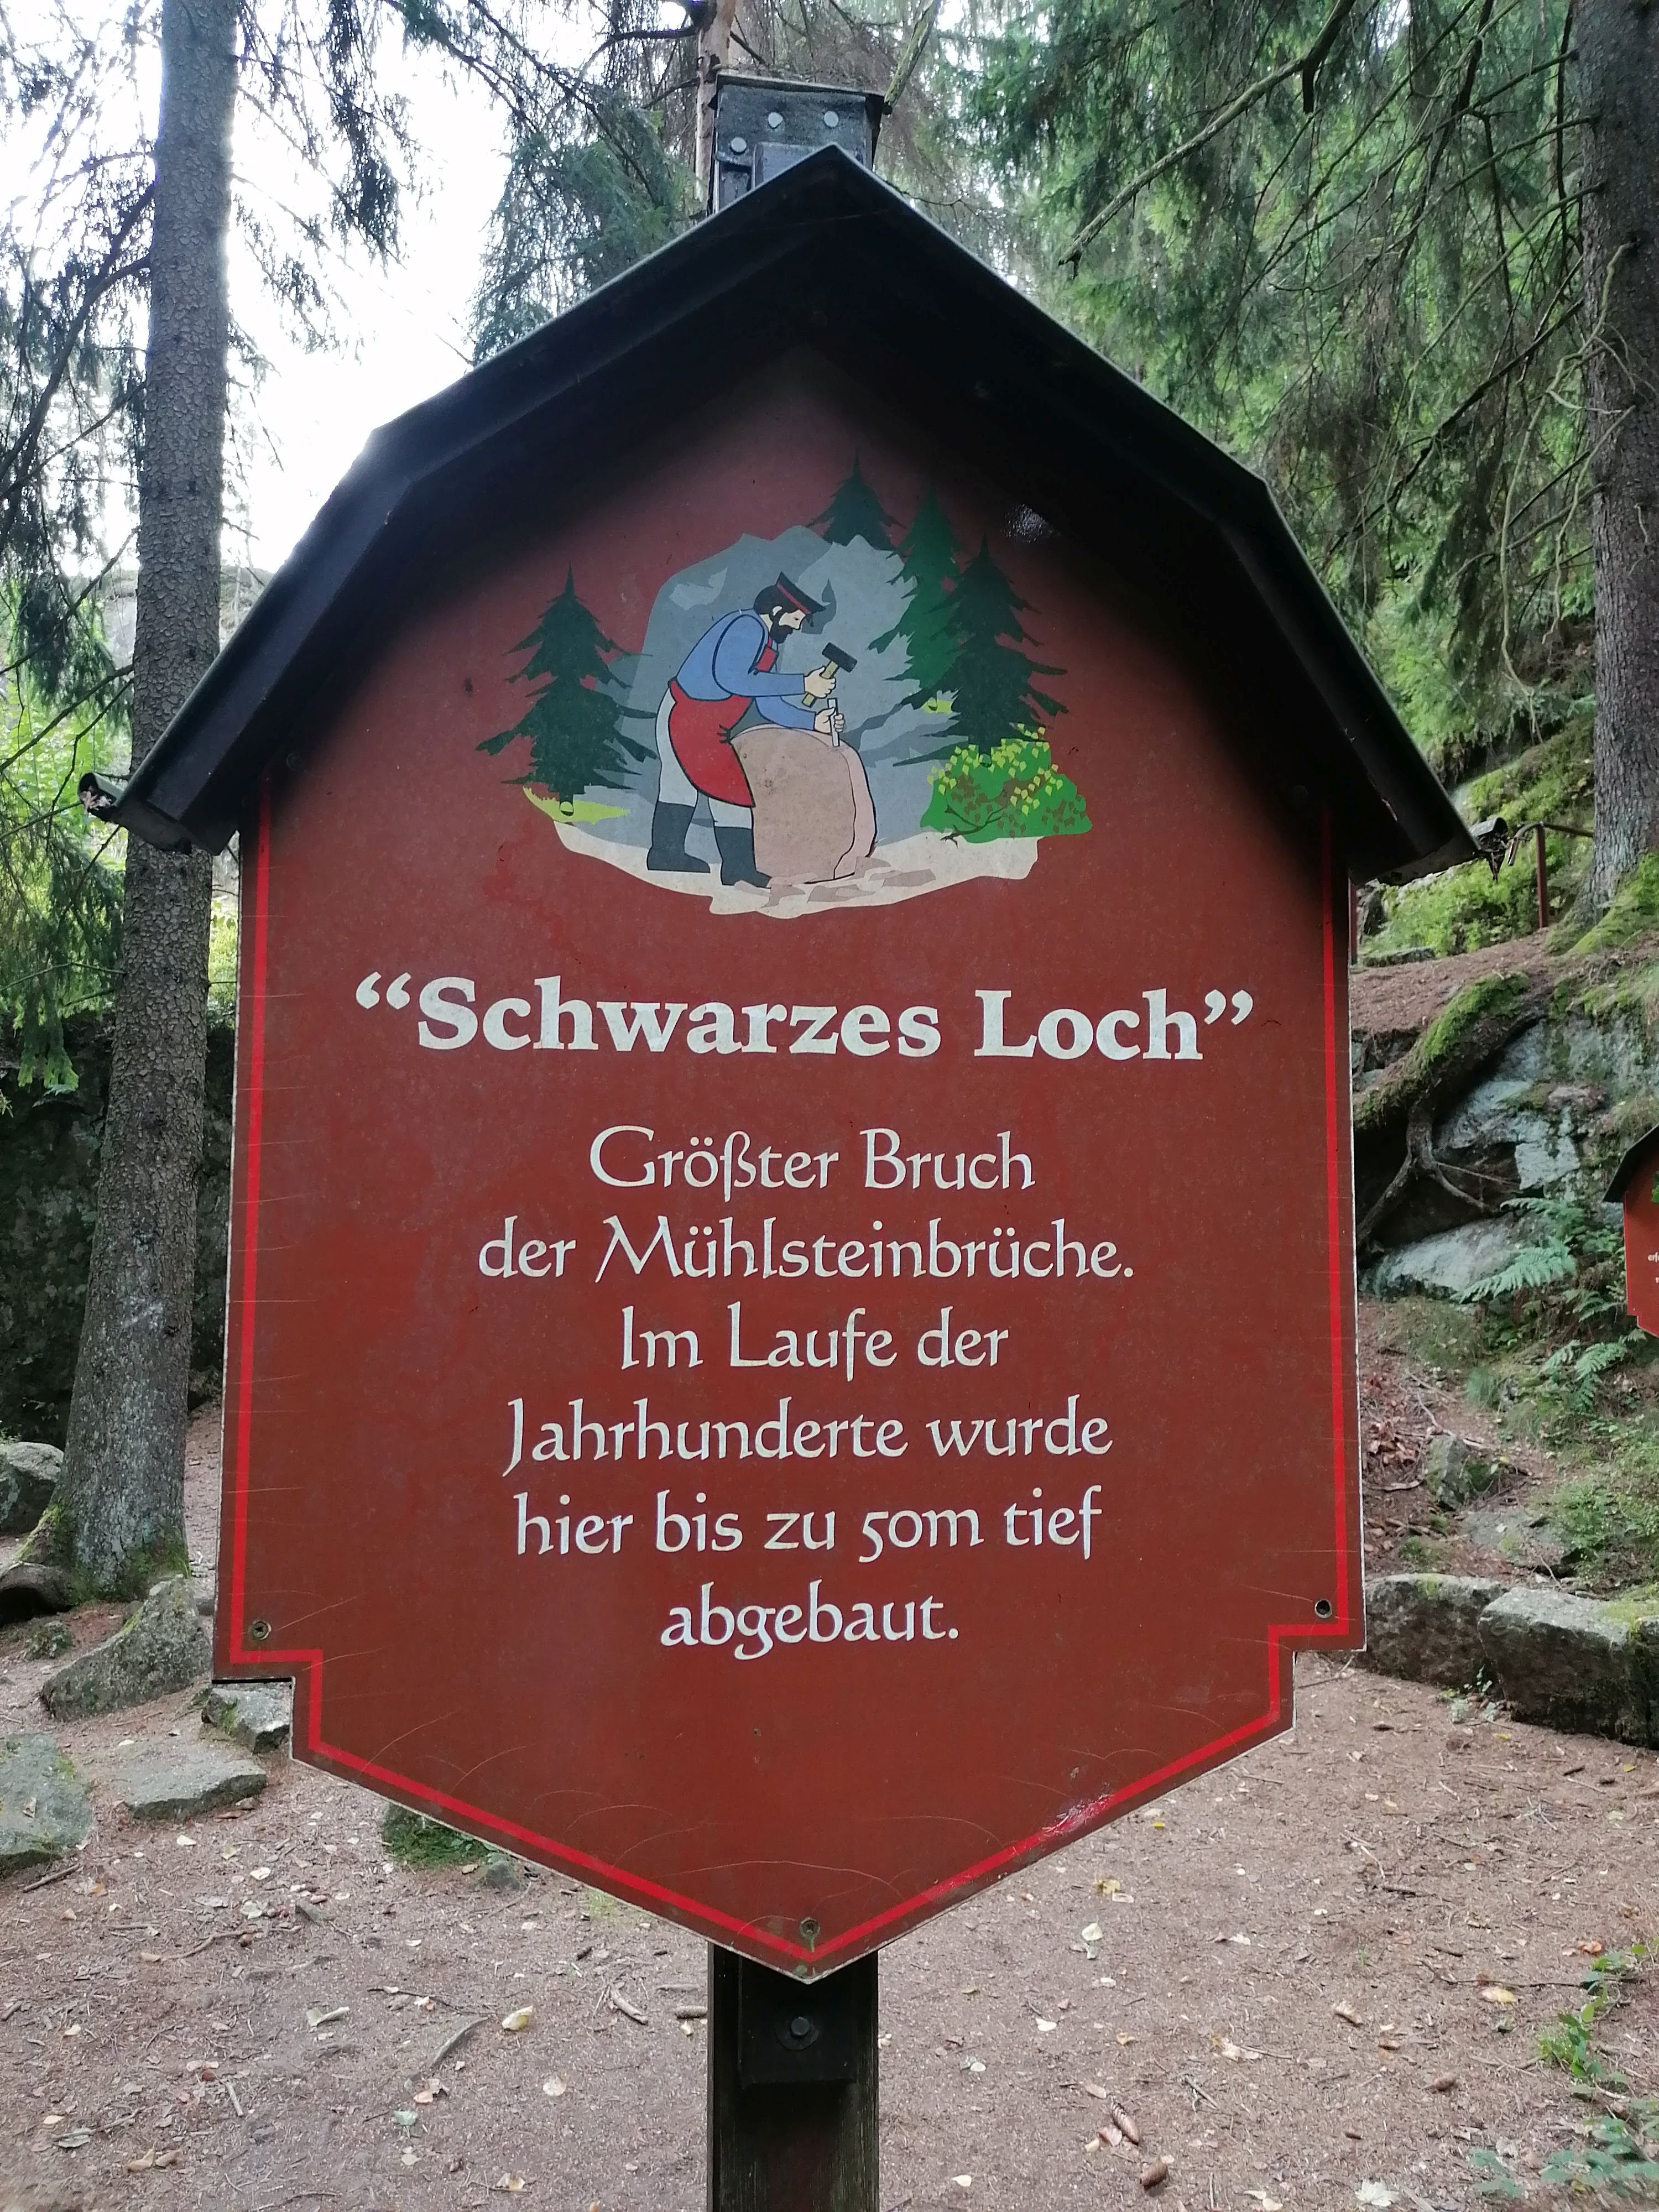 “Schwarzes Loch”
Größter Bruch
der Mühlsteinbrüche.
Im Laufe der
Jahrhunderte wurde
hier bis zu 50m tief
abgebaut.